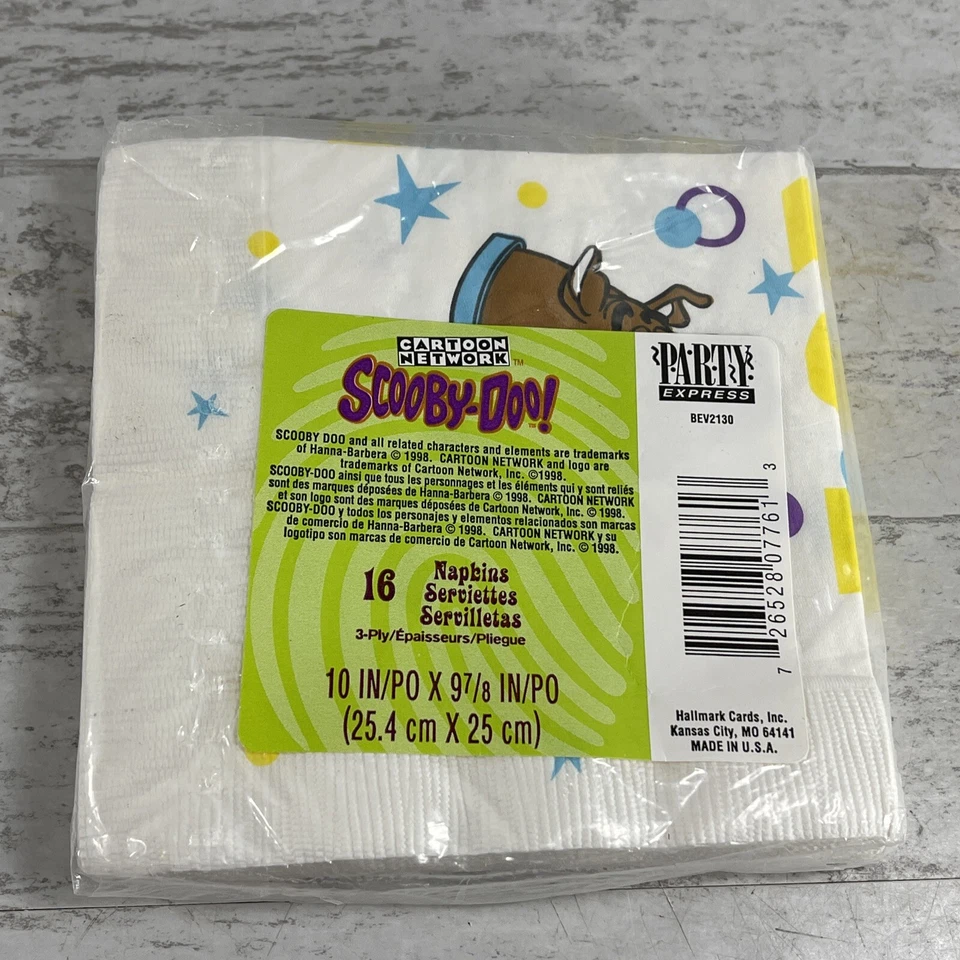 CARTOON
NETWORK™
SCOOBY-DOO!™
SCOOBY DOO and all related characters and elements are trademarks
of Hanna-Barbera © 1998. CARTOON NETWORK and logo are
trademarks of Cartoon Network, Inc. ©1998.
SCOOBY-DOO ainsi que tous les personnages et les éléments qui y sont reliés
sont des marques déposées de Hanna-Barbera © 1998. CARTOON NETWORK
et son logo sont des marques déposées de Cartoon Network, Inc. © 1998.
SCOOBY-DOO y todos los personajes y elementos relacionados son marcas
de comercio de Hanna-Barbera © 1998. CARTOON NETWORK y su
logotipo son marcas de comercio de Cartoon Network, Inc. © 1998.
16 Napkins
Serviettes
Servilletas
3-Ply/Épaisseurs/Pliegue
10 IN/PO X 97/8 IN/PO
(25.4 cm X 25 cm)
PARTY
EXPRESS
BEV2130
7 26528 07761 3
Hallmark Cards, Inc.
Kansas City, MO 64141
MADE IN U.S.A.